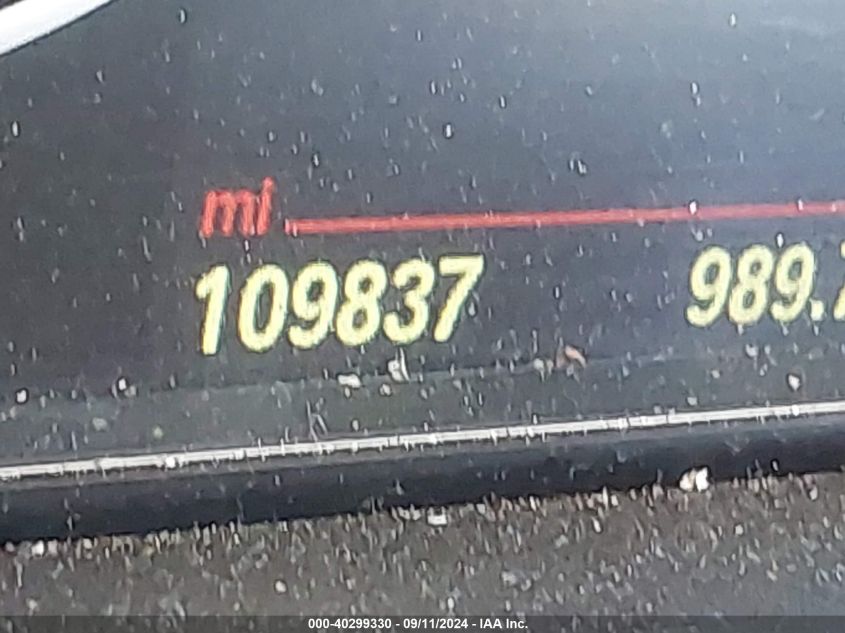 mi
109837 989.
000-40299330 - 09/11/2024 - IAA Inc.